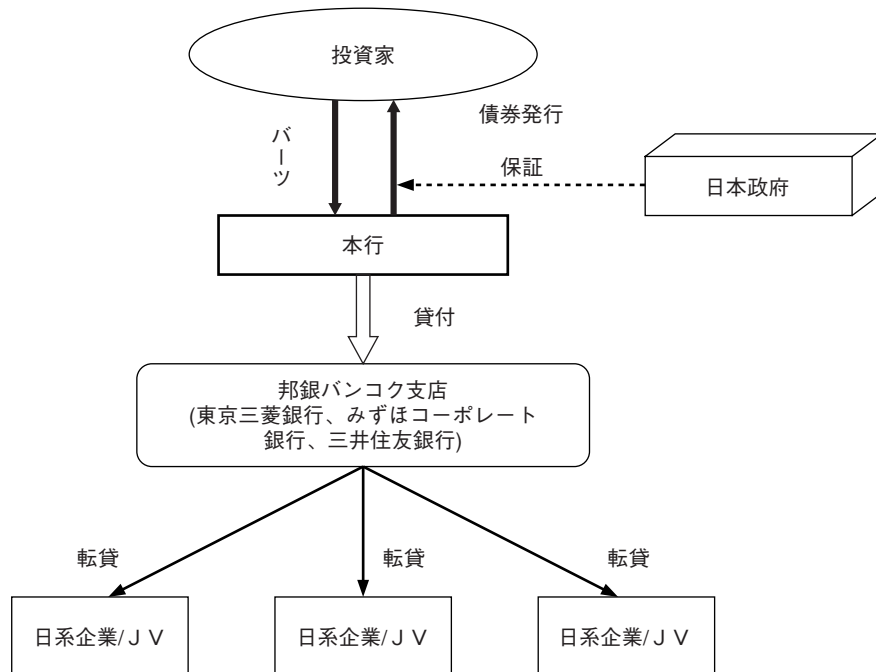 投資家
バーツ
債券発行
保証
日本政府
本行
貸付
邦銀バンコク支店
(東京三菱銀行、みずほコーポレート
銀行、三井住友銀行)
転貸
転貸
転貸
日系企業/ＪＶ
日系企業/ＪＶ
日系企業/ＪＶ